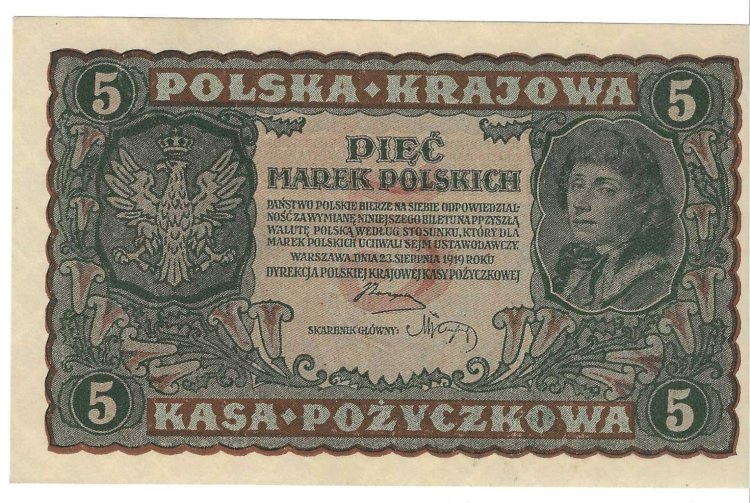 5 POLSKA • KRAJOWA 5
PIĘĆ
MAREK POLSKICH
PAŃSTWO POLSKIE BIERZE NA SIEBIE ODPOWIEDZIAL-
NOŚĆ ZA WYMIANĘ NINIEJSZEGO BILETU NA PRZYSZŁĄ
WALUTĘ POLSKĄ WEDŁUG STOSUNKU, KTÓRY DLA
MAREK POLSKICH UCHWALI SEJM USTAWODAWCZY.
WARSZAWA, DNIA 23. SIERPNIA 1919 ROKU
DYREKCJA POLSKIEJ KRAJOWEJ KASY POŻYCZKOWEJ
SKARBNIK GŁÓWNY:
5 KASA • POŻYCZKOWA 5